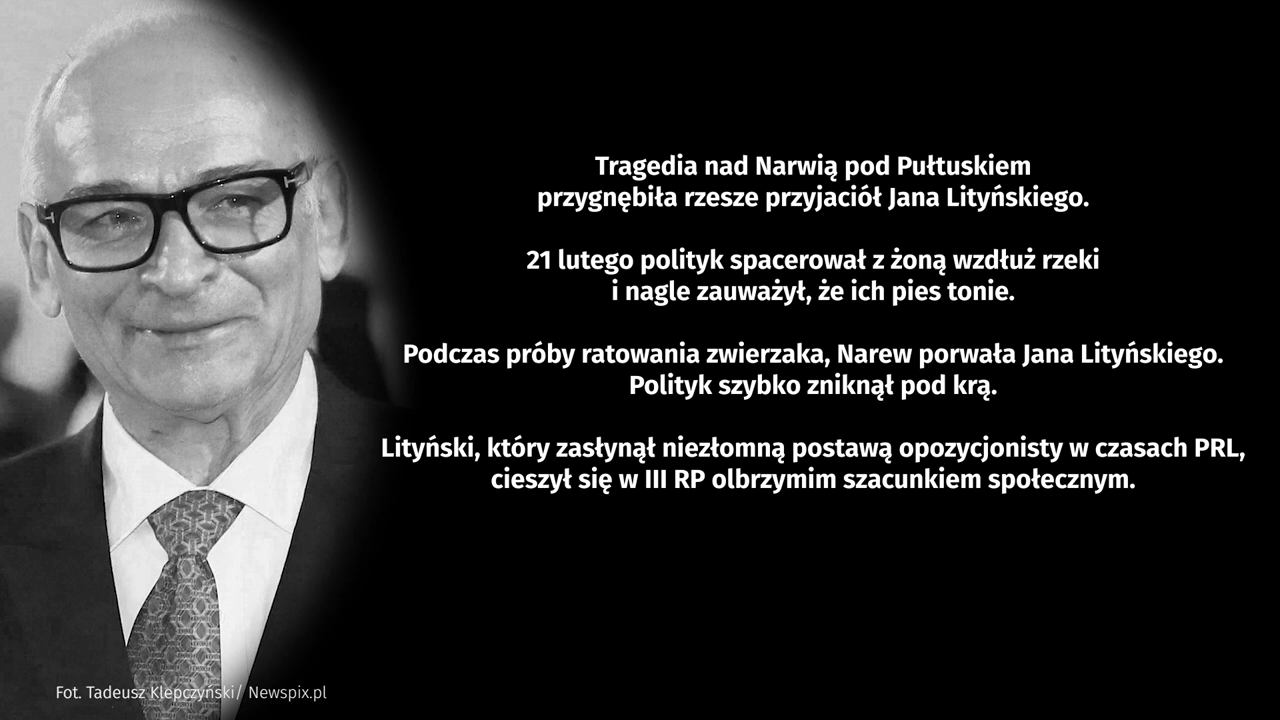 Tragedia nad Narwią pod Pułtuskiem
przygnębiła rzesze przyjaciół Jana Lityńskiego.
21 lutego polityk spacerował z żoną wzdłuż rzeki
i nagle zauważył, że ich pies tonie.
Podczas próby ratowania zwierzaka, Narew porwała Jana Lityńskiego.
Polityk szybko zniknął pod krą.
Lityński, który zasłynął niezłomną postawą opozycjonisty w czasach PRL,
cieszył się w III RP olbrzymim szacunkiem społecznym.
Fot. Tadeusz Klepczyński/ Newspix.pl